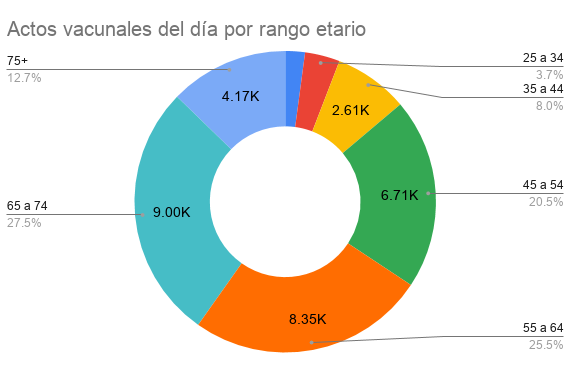 Actos vacunales del día por rango etario
75+
12.7%
25 a 34
3.7%
35 a 44
8.0%
4.17K
2.61K
45 a 54
20.5%
6.71K
65 a 74
27.5%
9.00K
8.35K
55 a 64
25.5%